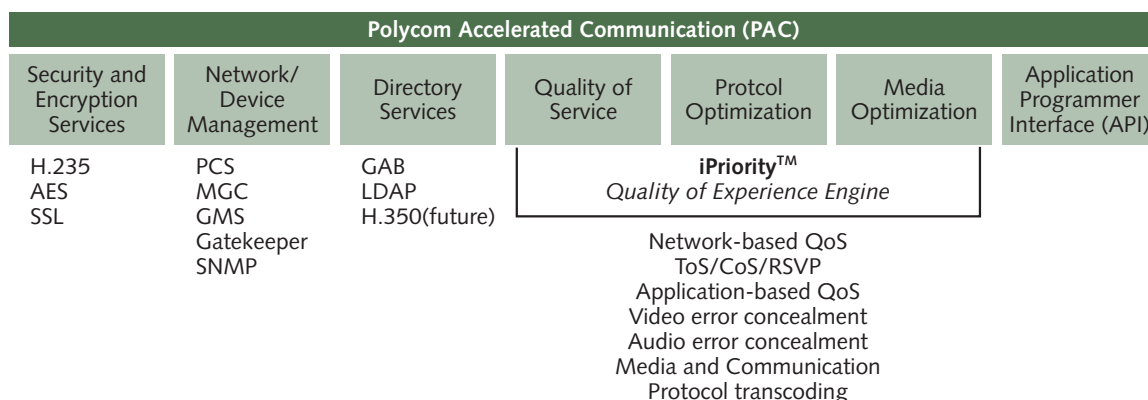 Polycom Accelerated Communication (PAC)
Security and
Encryption
Services
Network/
Device
Management
Directory
Services
Quality of
Service
Protcol
Optimization
Media
Optimization
Application
Programmer
Interface (API)
H.235
AES
SSL
PCS
MGC
GMS
Gatekeeper
SNMP
GAB
LDAP
H.350(future)
iPriority™
Quality of Experience Engine
Network-based QoS
ToS/CoS/RSVP
Application-based QoS
Video error concealment
Audio error concealment
Media and Communication
Protocol transcoding